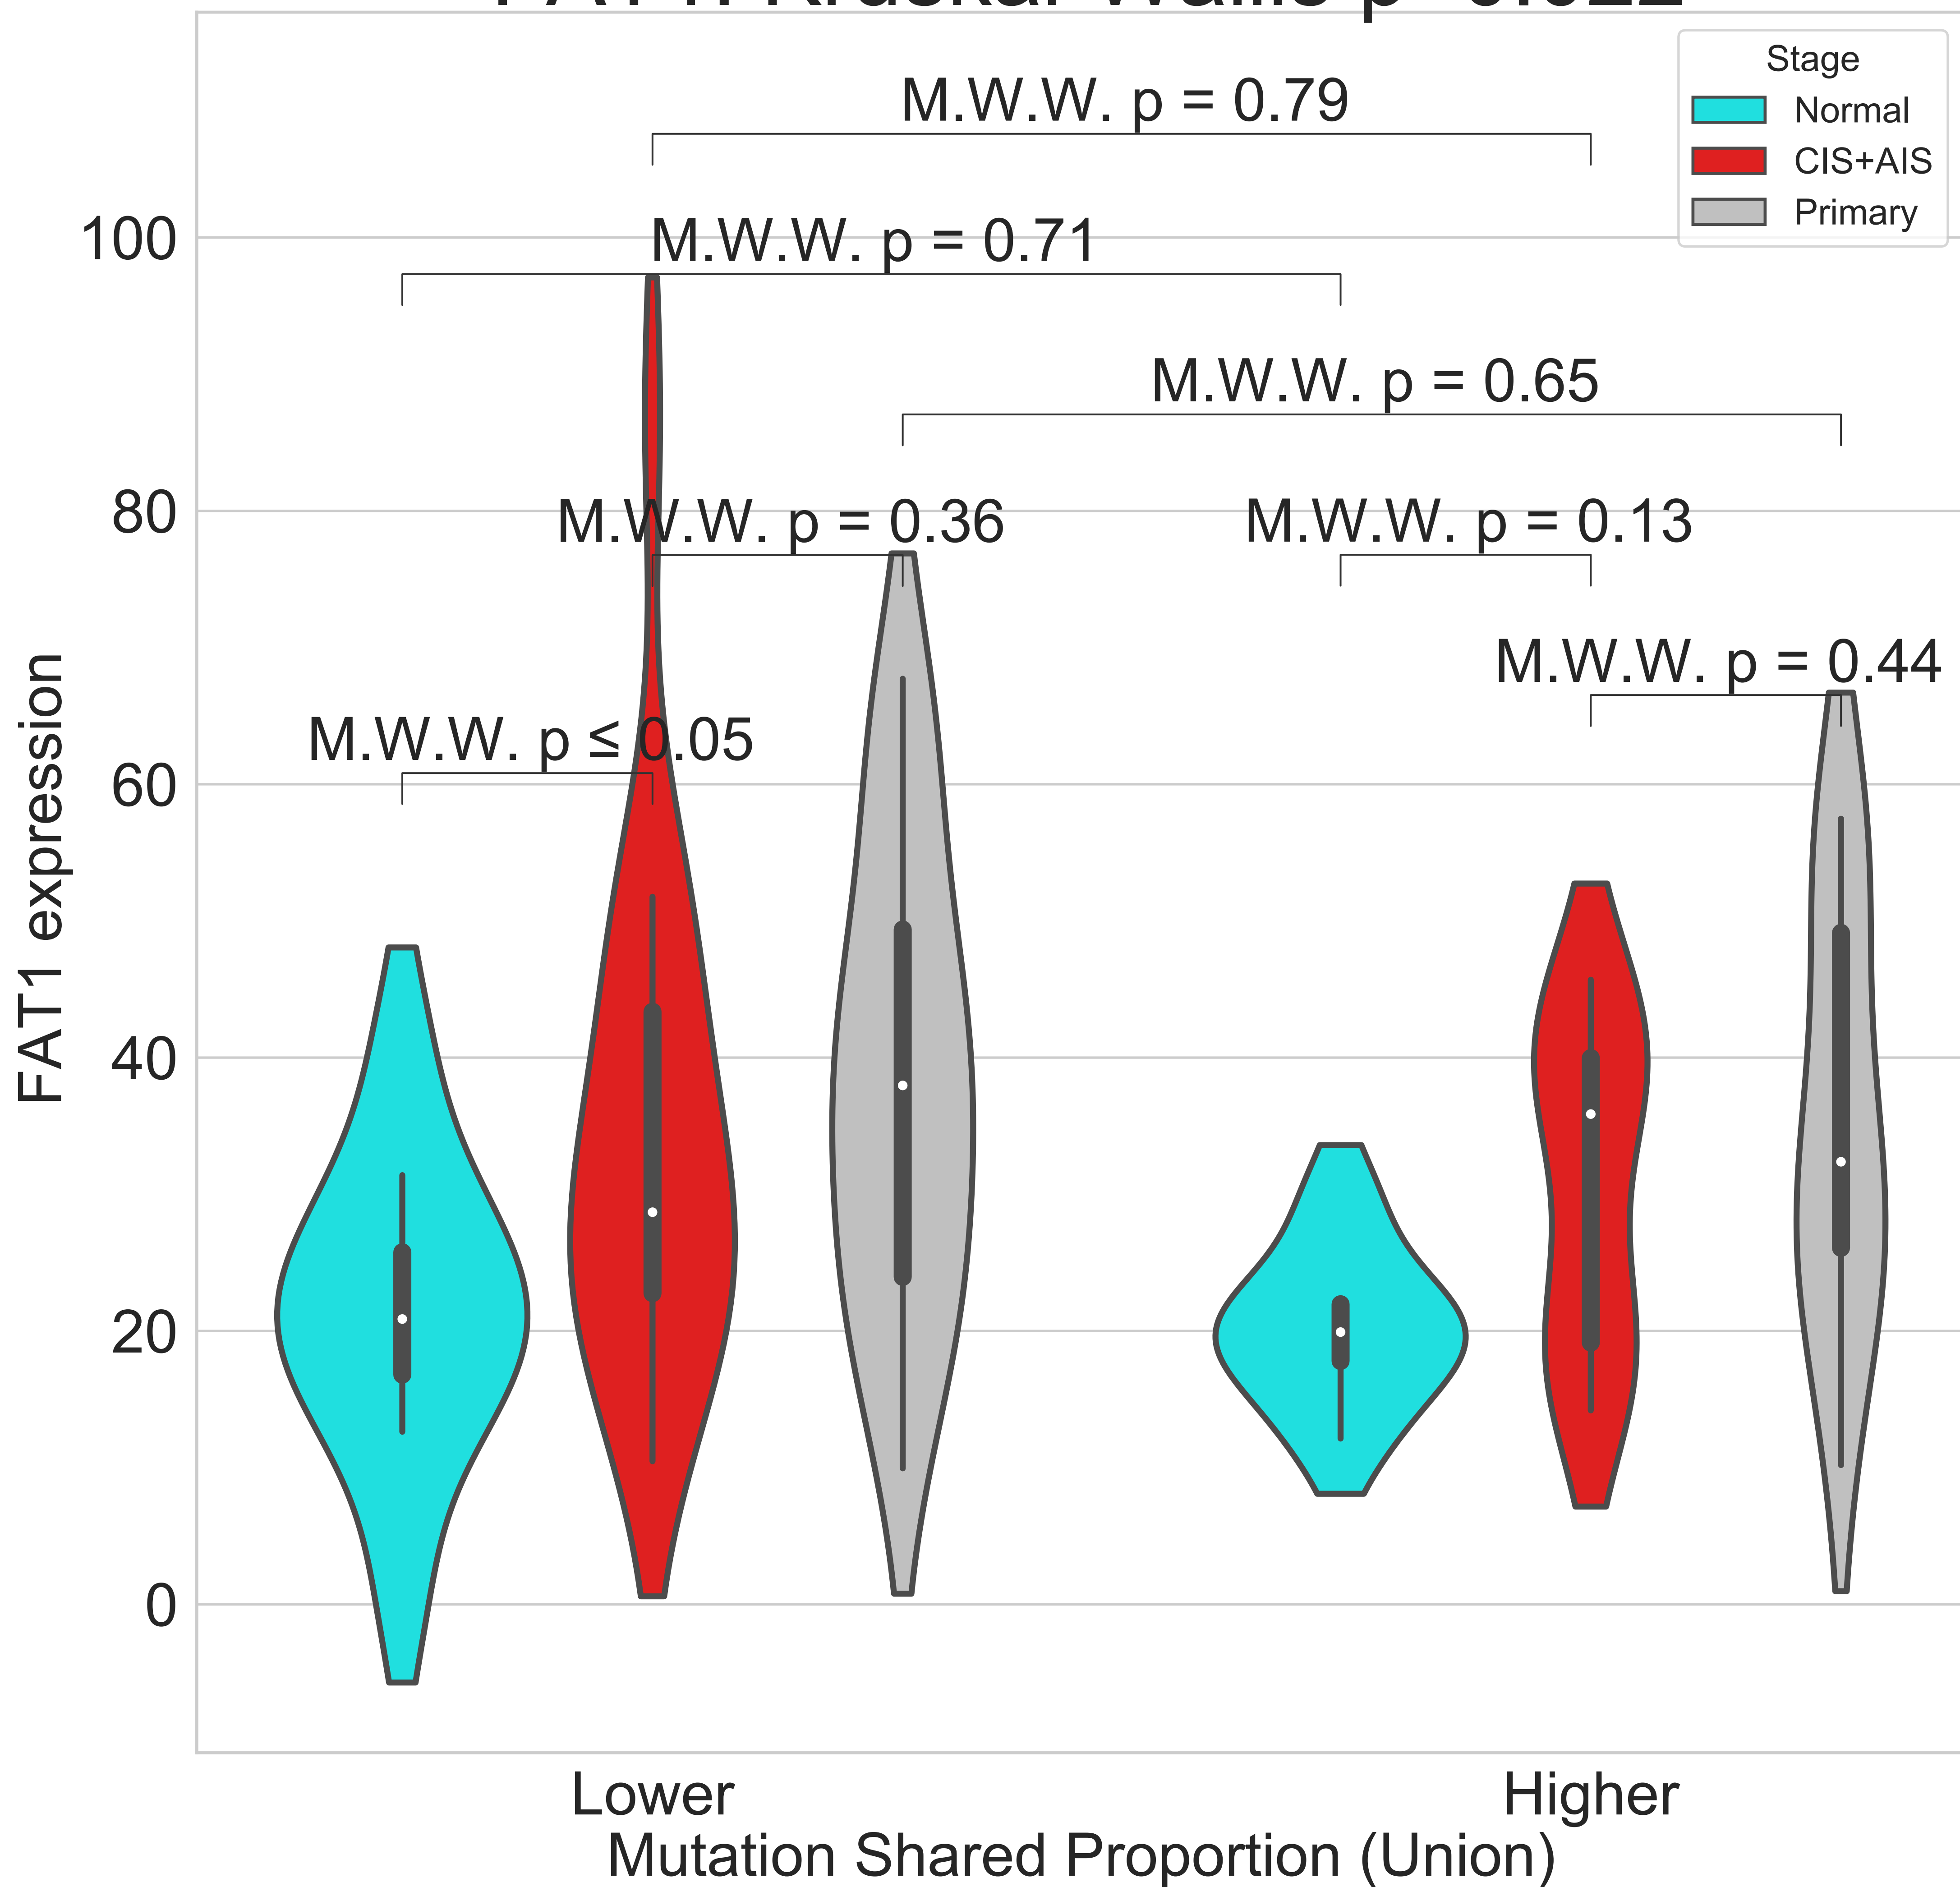 Stage
Normal
CIS+AIS
Primary
M.W.W. p = 0.79
M.W.W. p = 0.71
M.W.W. p = 0.65
M.W.W. p = 0.36
M.W.W. p = 0.13
M.W.W. p = 0.44
M.W.W. p ≤ 0.05
100
80
60
40
20
0
FAT1 expression
Lower
Higher
Mutation Shared Proportion (Union)